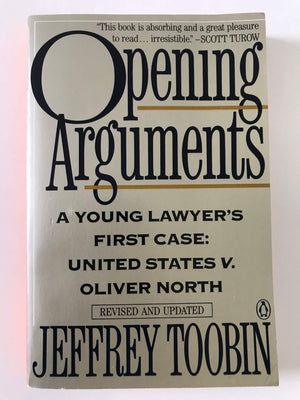 "This book is absorbing and a great pleasure
to read... irresistible." –SCOTT TUROW
Opening
Arguments
A YOUNG LAWYER'S
FIRST CASE:
UNITED STATES V.
OLIVER NORTH
REVISED AND UPDATED
JEFFREY TOOBIN